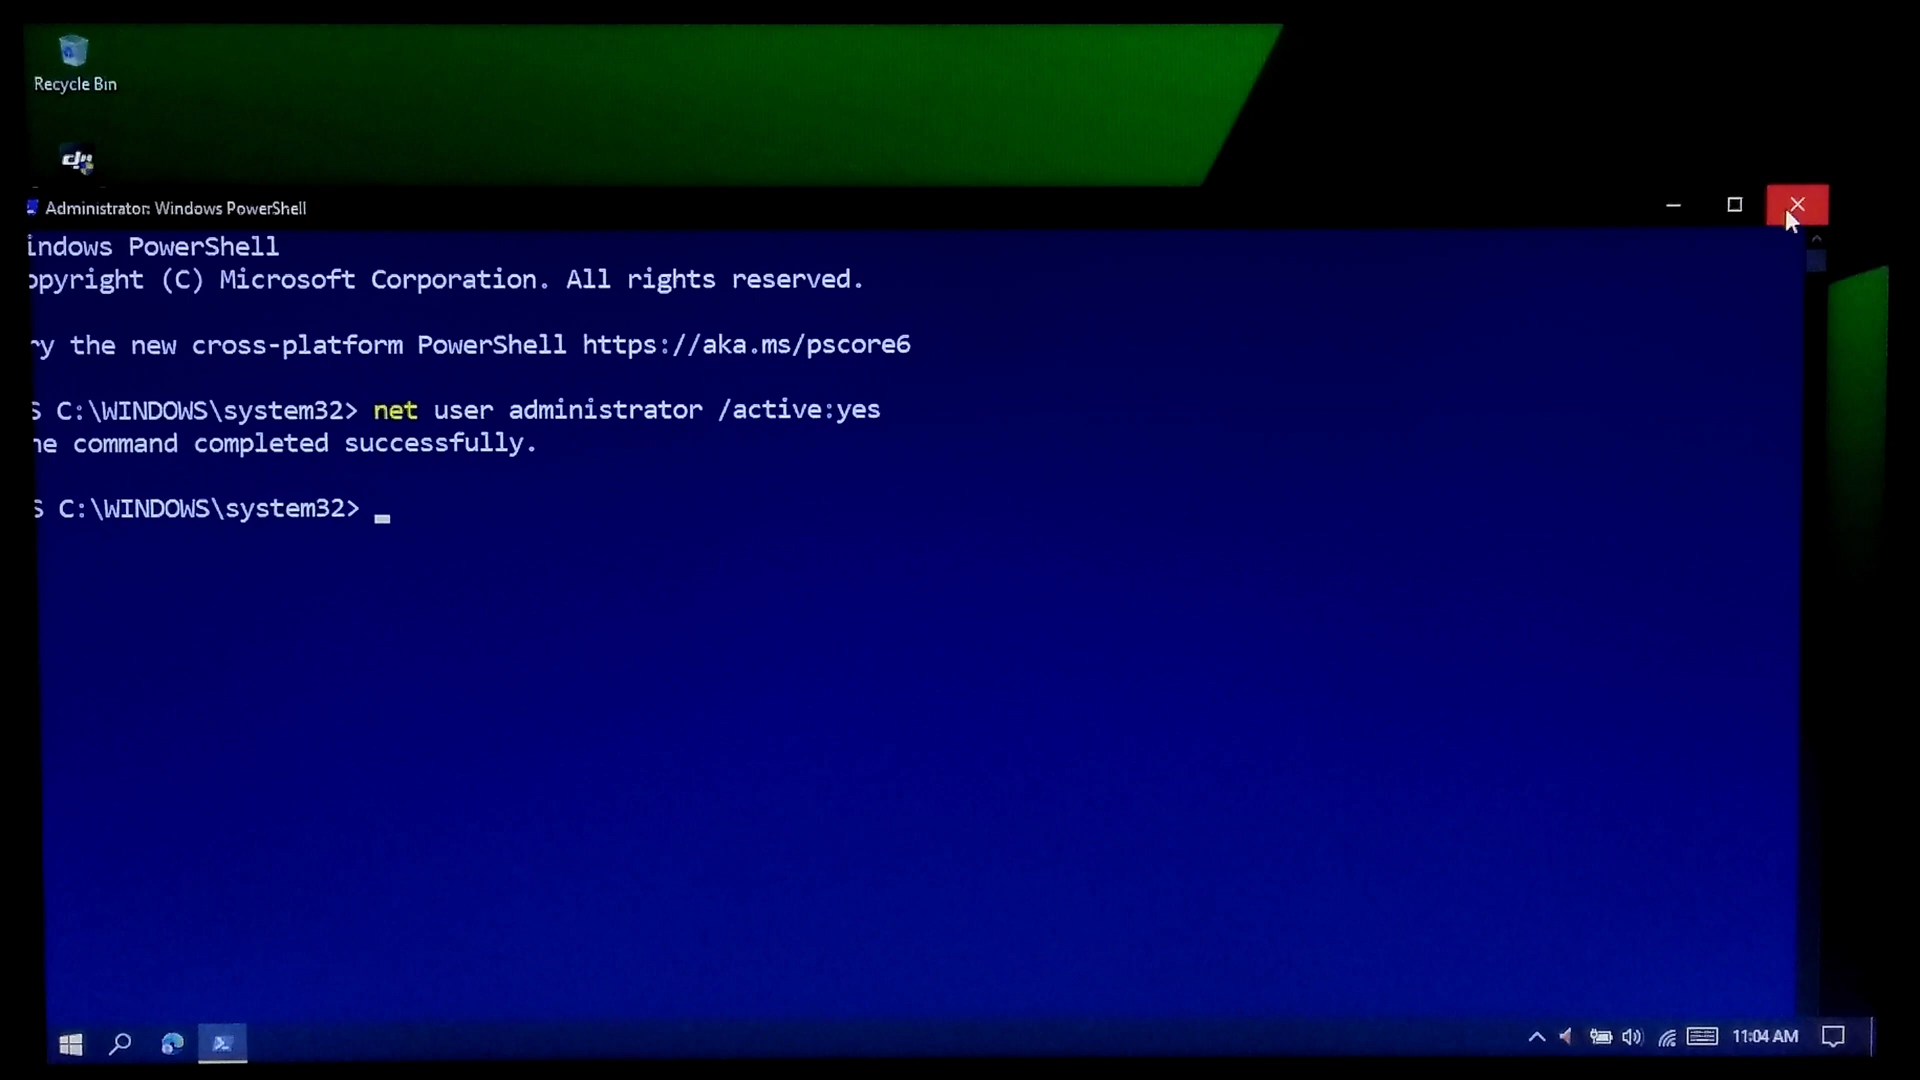 Recycle Bin
dji
Administrator: Windows PowerShell
indows PowerShell
opyright (C) Microsoft Corporation. All rights reserved.
ry the new cross-platform PowerShell https://aka.ms/pscore6
S C:\WINDOWS\system32> net user administrator /active:yes
he command completed successfully.
S C:\WINDOWS\system32>
11:04 AM